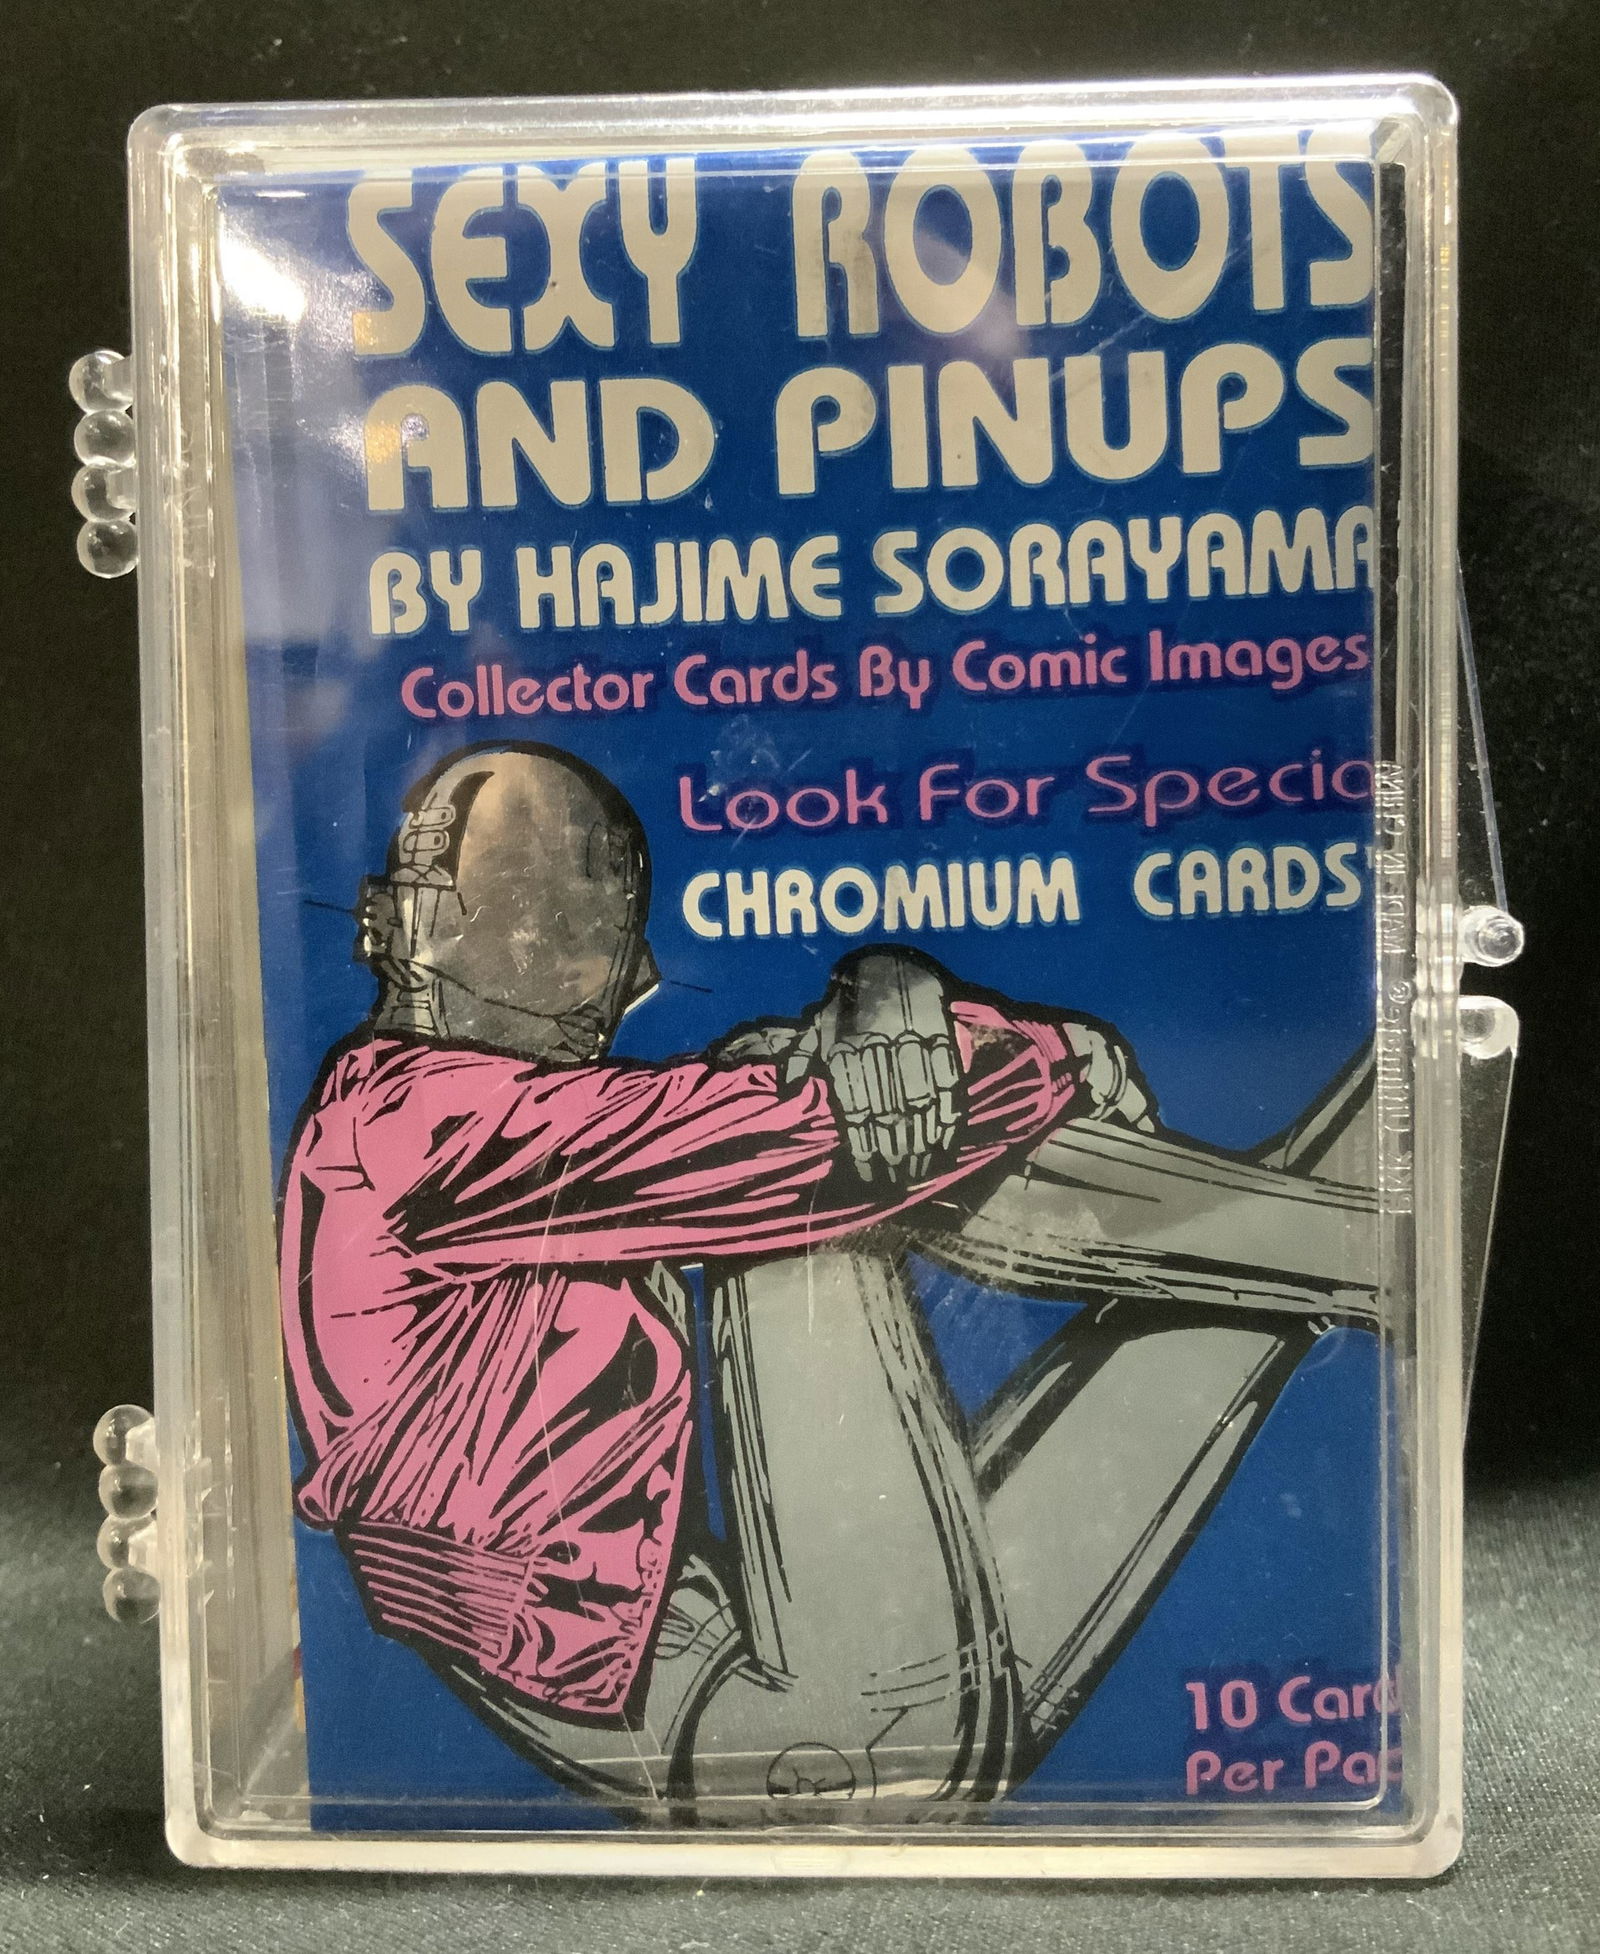 SEXY ROBOTS
AND PINUPS
BY HAJIME SORAYAMA
Collector Cards By Comic Images
Look For Specia
CHROMIUM CARDS
10 Card
Per Pac